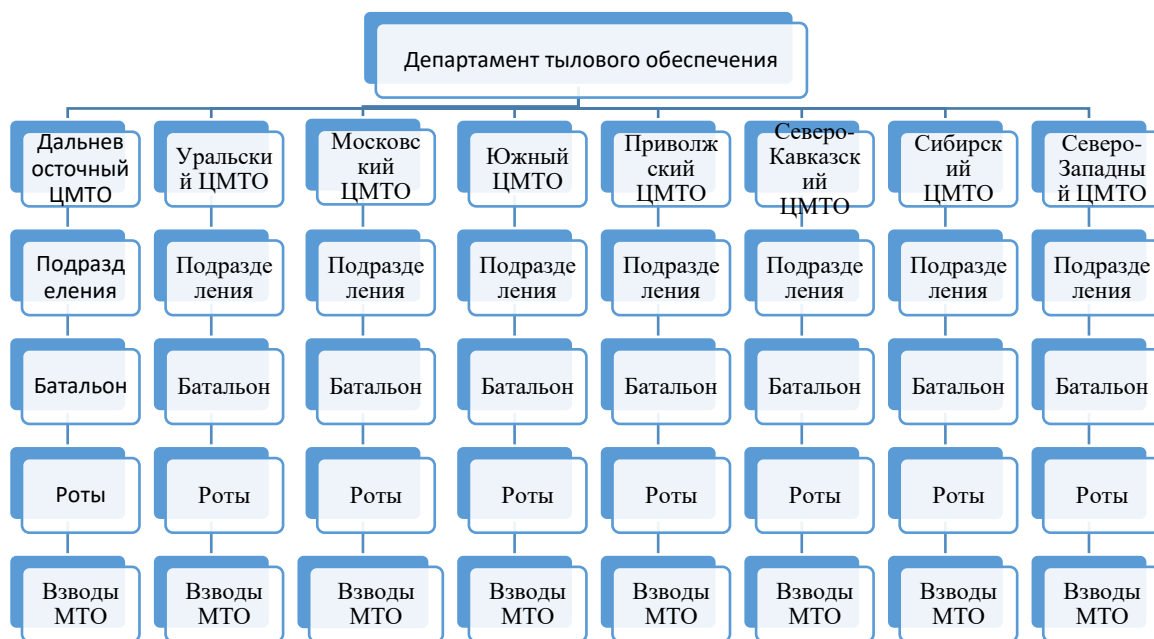 Департамент тылового обеспечения
Дальнев
осточный
ЦМТО
Уральски
й ЦМТО
Московс
кий
ЦМТО
Южный
ЦМТО
Приволж
ский
ЦМТО
Северо-
Кавказск
ий
ЦМТО
Сибирск
ий
ЦМТО
Северо-
Западны
й ЦМТО
Подразд
еления
Подразде
ления
Подразде
ления
Подразде
ления
Подразде
ления
Подразде
ления
Подразде
ления
Подразде
ления
Батальон
Батальон
Батальон
Батальон
Батальон
Батальон
Батальон
Батальон
Роты
Роты
Роты
Роты
Роты
Роты
Роты
Роты
Взводы
МТО
Взводы
МТО
Взводы
МТО
Взводы
МТО
Взводы
МТО
Взводы
МТО
Взводы
МТО
Взводы
МТО